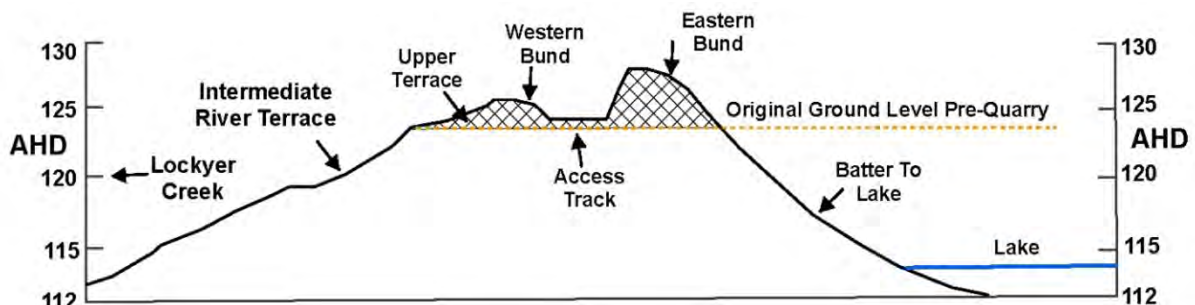 Western
Bund
Eastern
Bund
Upper
Terrace
Intermediate
River Terrace
Lockyer
Creek
Access
Track
Original Ground Level Pre-Quarry
Batter To
Lake
Lake
AHD
130
125
120
115
112
AHD
130
125
120
115
112